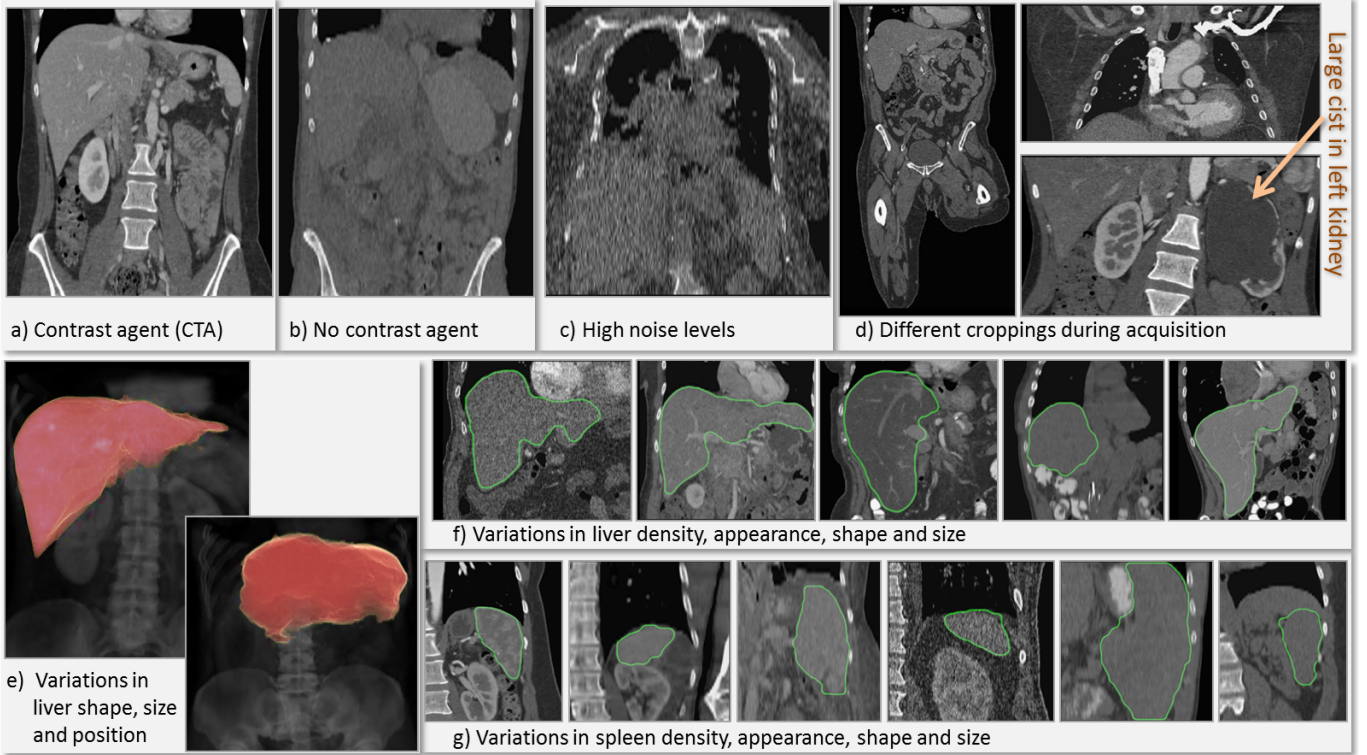 a) Contrast agent (CTA)
b) No contrast agent
c) High noise levels
d) Different croppings during acquisition
Large cist in left kidney
e) Variations in
liver shape, size
and position
f) Variations in liver density, appearance, shape and size
g) Variations in spleen density, appearance, shape and size